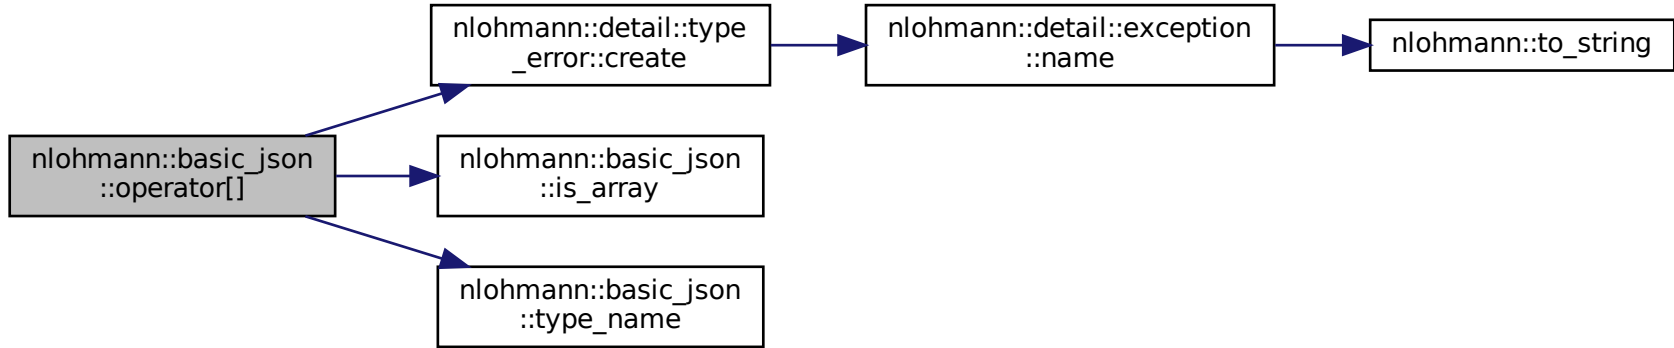 nlohmann::basic_json
::operator[]
nlohmann::detail::type
_error::create
nlohmann::detail::exception
::name
nlohmann::to_string
nlohmann::basic_json
::is_array
nlohmann::basic_json
::type_name